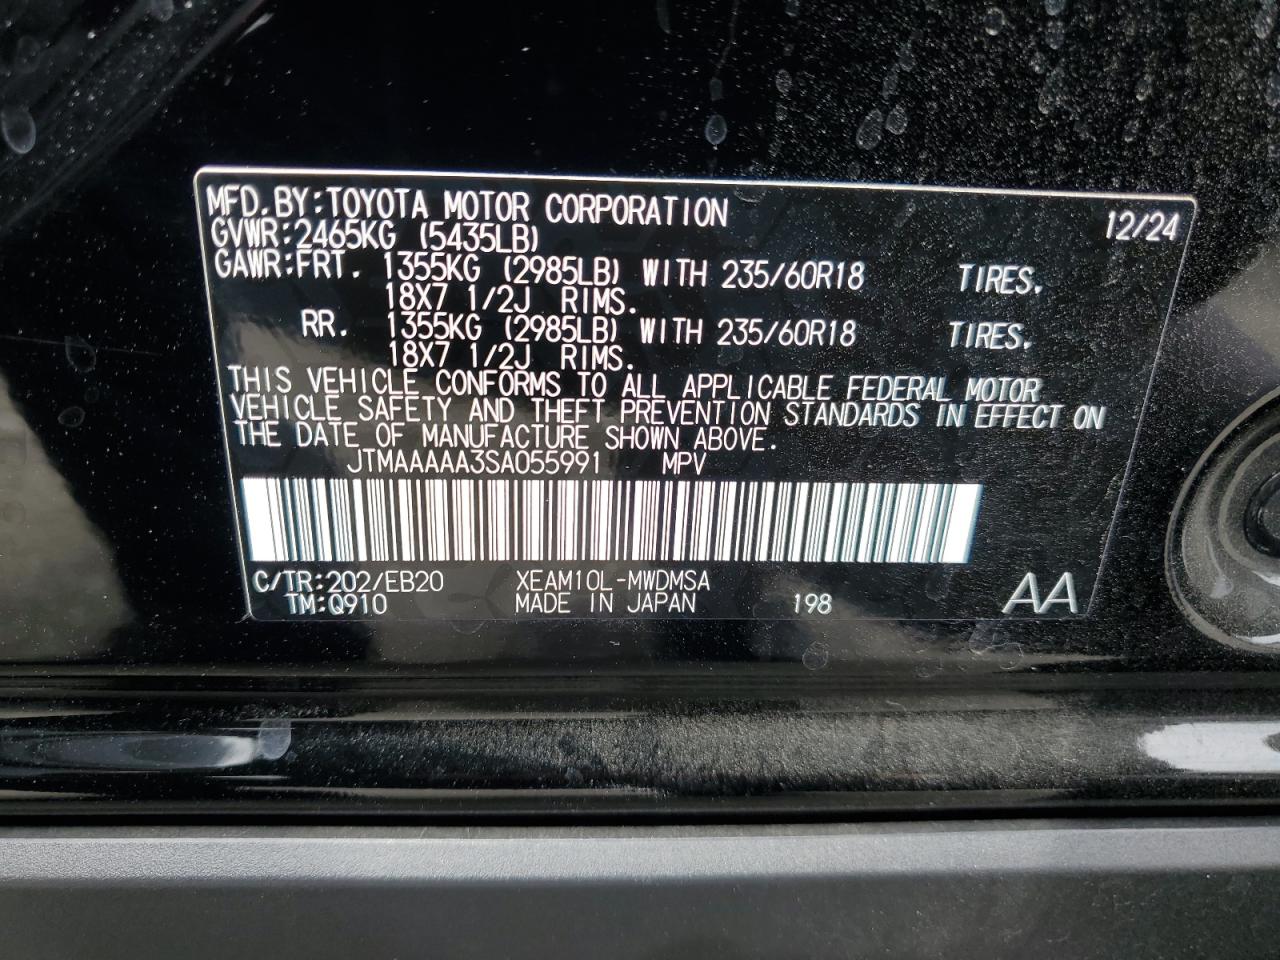 MFD.BY:TOYOTA MOTOR CORPORATION 12/24
GVWR:2465KG (5435LB)
GAWR:FRT. 1355KG (2985LB) WITH 235/60R18 TIRES.
18X7 1/2J RIMS.
RR. 1355KG (2985LB) WITH 235/60R18 TIRES.
18X7 1/2J RIMS.
THIS VEHICLE CONFORMS TO ALL APPLICABLE FEDERAL MOTOR
VEHICLE SAFETY AND THEFT PREVENTION STANDARDS IN EFFECT ON
THE DATE OF MANUFACTURE SHOWN ABOVE.
JTMAAAAA3SA055991 MPV
C/TR:202/EB20 XEAM10L-MWDMSA
TM:Q910 MADE IN JAPAN 198 AA